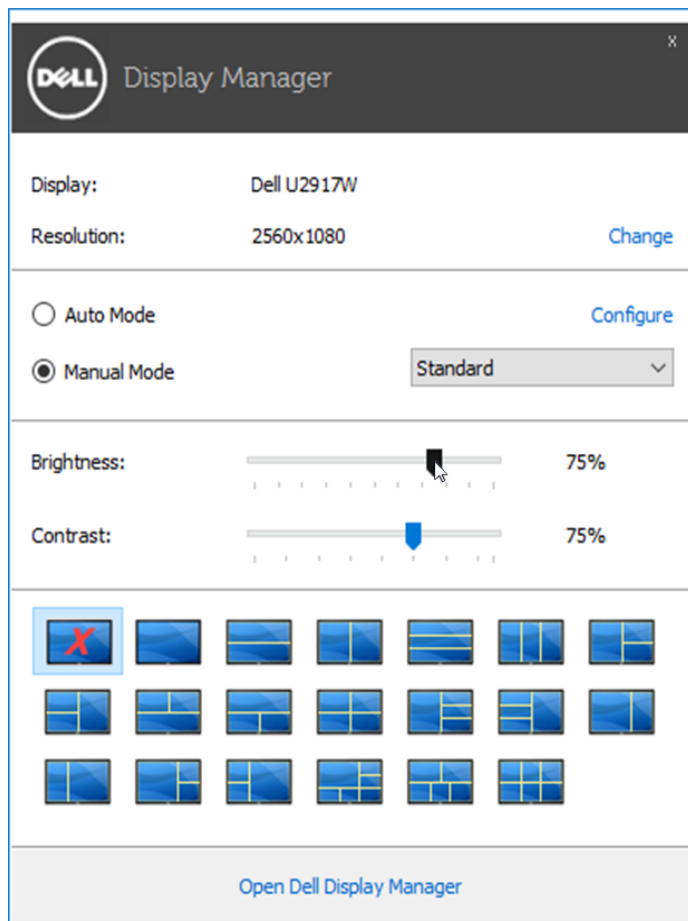 x
DELL Display Manager
Display: Dell U2917W
Resolution: 2560x1080 Change
Auto Mode Configure
Manual Mode Standard
Brightness: 75%
Contrast: 75%
X
Open Dell Display Manager